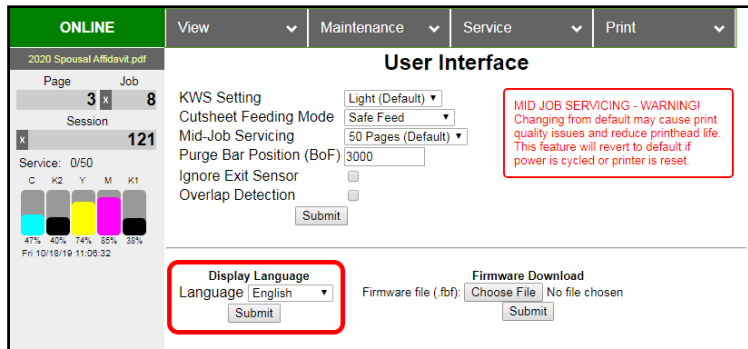 ONLINE
View
Maintenance
Service
Print
2020 Spousal Affidavit.pdf
Page Job
3 x 8
Session
x 121
Service: 0/50
C K2 Y M K1
47% 40% 74% 85% 38%
Fri 10/18/19 11:06:32
User Interface
KWS Setting Light (Default)
Cutsheet Feeding Mode Safe Feed
Mid-Job Servicing 50 Pages (Default)
Purge Bar Position (BoF) 3000
Ignore Exit Sensor
Overlap Detection
Submit
MID JOB SERVICING - WARNING!
Changing from default may cause print
quality issues and reduce printhead life.
This feature will revert to default if
power is cycled or printer is reset.
Display Language
Language English
Submit
Firmware Download
Firmware file (.fbf): Choose File No file chosen
Submit